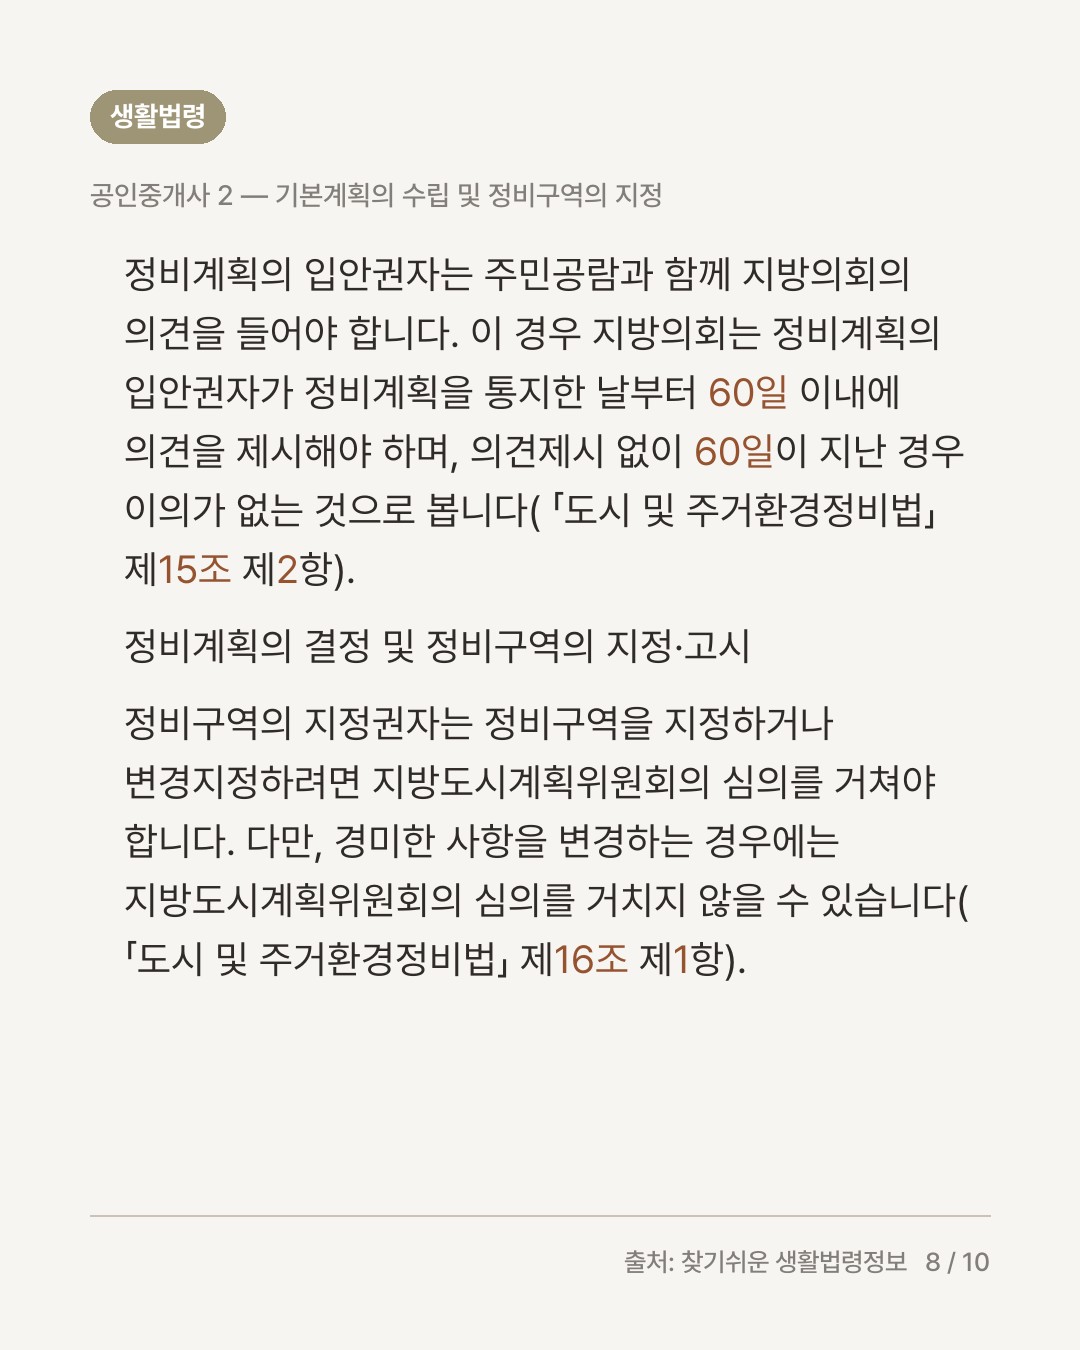 생활법령
공인중개사 2 — 기본계획의 수립 및 정비구역의 지정
정비계획의 입안권자는 주민공람과 함께 지방의회의
의견을 들어야 합니다. 이 경우 지방의회는 정비계획의
입안권자가 정비계획을 통지한 날부터 60일 이내에
의견을 제시해야 하며, 의견제시 없이 60일이 지난 경우
이의가 없는 것으로 봅니다( 「도시 및 주거환경정비법」
제15조 제2항).
정비계획의 결정 및 정비구역의 지정·고시
정비구역의 지정권자는 정비구역을 지정하거나
변경지정하려면 지방도시계획위원회의 심의를 거쳐야
합니다. 다만, 경미한 사항을 변경하는 경우에는
지방도시계획위원회의 심의를 거치지 않을 수 있습니다(
「도시 및 주거환경정비법」 제16조 제1항).
출처: 찾기쉬운 생활법령정보 8 / 10